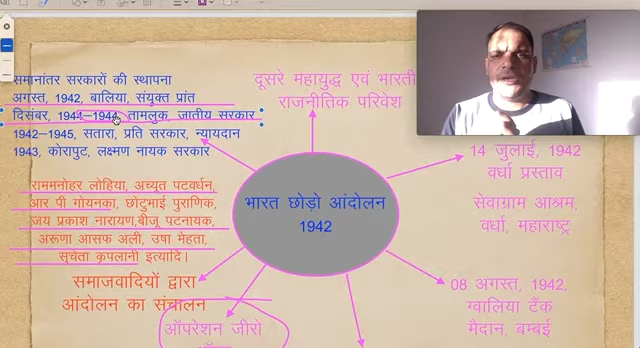 समानांतर सरकारों की स्थापना
अगस्त, 1942, बालिया, संयुक्त प्रांत
दिसंबर, 1944–1944, तामलुक, जातीय सरकार
1942–1945, सतारा, प्रति सरकार, न्यायदान
1943, कोरापुट, लक्ष्मण नायक सरकार
राममनोहर लोहिया, अच्यूत पटवर्धन,
आर पी गोयनका, छोटुभाई पुराणिक,
जय प्रकाश नारायण,बीजू पटनायक,
अरूणा आसफ अली, उषा मेहता,
सुचेता कृपलानी इत्यादि।
समाजवादियों द्वारा
आंदोलन का संचालन
ऑपरेशन जीरो
दूसरे महायुद्ध एवं भारती
राजनीतिक परिवेश
भारत छोड़ो आंदोलन
1942
14 जुलाई, 1942
वर्धा प्रस्ताव
सेवाग्राम आश्रम,
वर्धा, महाराष्ट्र
08 अगस्त, 1942,
ग्वालिया टैंक
मैदान, बम्बई